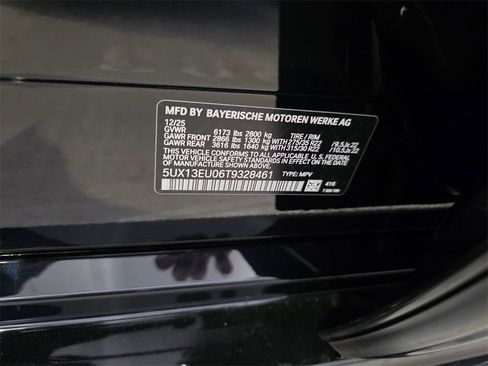 MFD BY BAYERISCHE MOTOREN WERKE AG
12/25
GVWR 6173 lbs 2800 kg TIRE / RIM
GAWR FRONT 2866 lbs 1300 kg WITH 275/35 R22 /9.5Jx22
GAWR REAR 3616 lbs 1640 kg WITH 315/30 R22 /10.5Jx22
THIS VEHICLE CONFORMS TO ALL APPLICABLE, U.S. FEDERAL
MOTOR VEHICLE SAFETY STANDARDS IN EFFECT
ON THE DATE OF MANUFACTURE SHOWN ABOVE.
5UX13EU06T9328461 TYPE: MPV
416